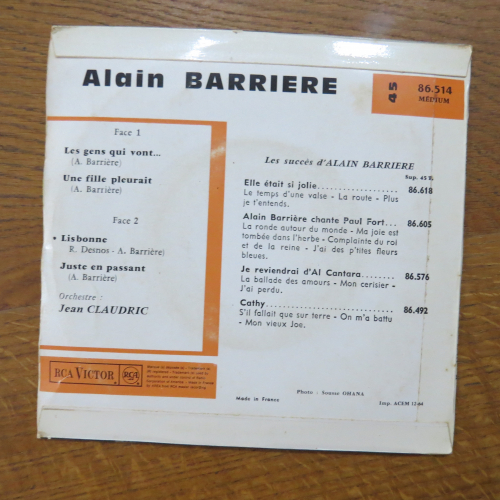 Alain BARRIERE
45
86.514
MÉDIUM
Face 1
Les gens qui vont...
(A. Barrière)
Une fille pleurait
(A. Barrière)
Face 2
Lisbonne
R. Desnos - A. Barrière)
Juste en passant
(A. Barrière)
Orchestre :
Jean CLAUDRIC
Les succès d'ALAIN BARRIERE
Sup. 45 T.
Elle était si jolie.................... 86.618
Le temps d'une valse - La route - Plus
je t'entends.
Alain Barrière chante Paul Fort... 86.605
La ronde autour du monde - Ma joie est
tombée dans l'herbe - Complainte du roi
et de la reine - J'ai des p'tites fleurs
bleues.
Je reviendrai d'Al Cantara........ 86.576
La ballade des amours - Mon cerisier -
J'ai perdu.
Cathy............................ 86.492
S'il fallait que sur terre - On m'a battu
- Mon vieux Joe.
RCA VICTOR
RCA
Made in France
Photo : Yousse OHANA
Imp. ACEM 12-64